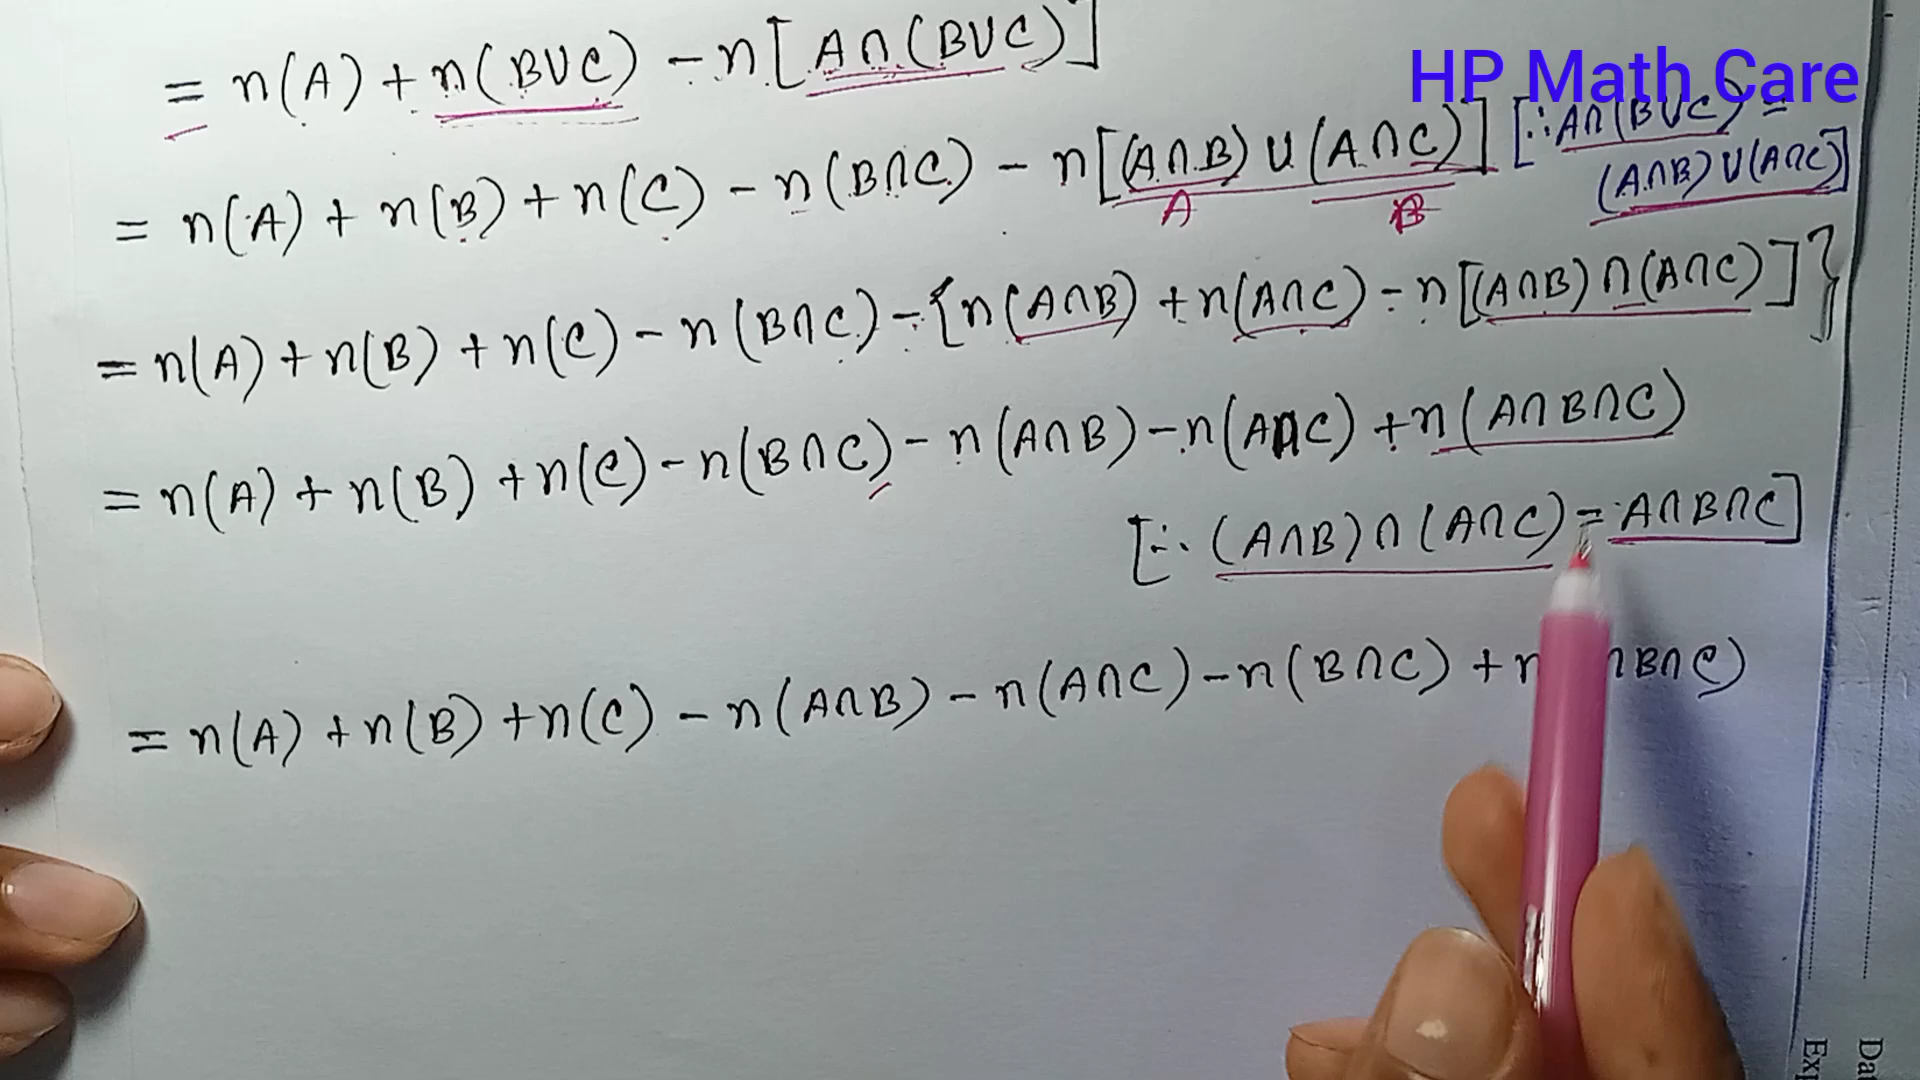 = n(A) + n(B∪C) - n[A∩(B∪C)]
HP Math Care
= n(A) + n(B) + n(C) - n(B∩C) - n[(A∩B) ∪ (A∩C)] [∵ A∩(B∪C) =
(A∩B)∪(A∩C)]
A B
= n(A) + n(B) + n(C) - n(B∩C) - {n(A∩B) + n(A∩C) - n[(A∩B)∩(A∩C)]}
= n(A) + n(B) + n(C) - n(B∩C) - n(A∩B) - n(A∩C) + n(A∩B∩C)
[∵ (A∩B)∩(A∩C) = A∩B∩C]
= n(A) + n(B) + n(C) - n(A∩B) - n(A∩C) - n(B∩C) + n ∩B∩C)